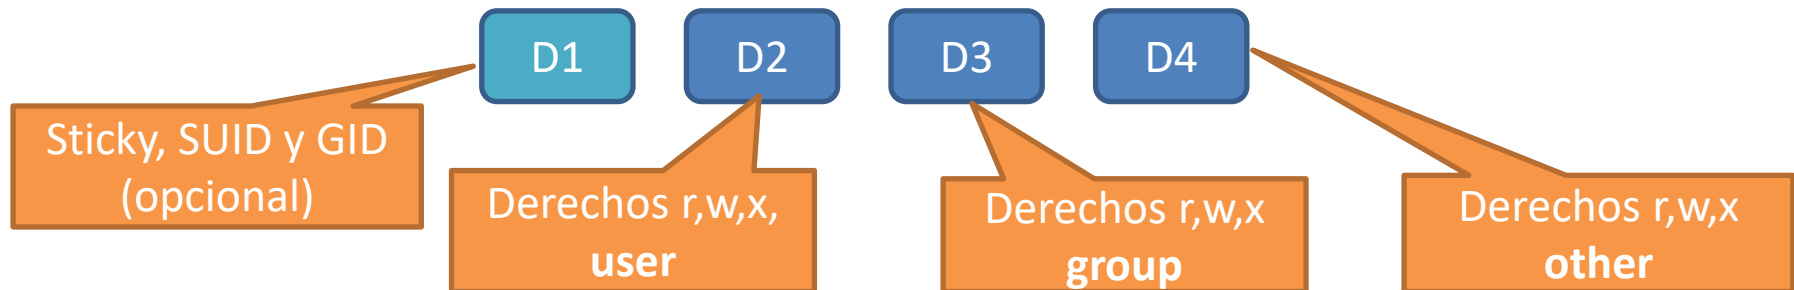 D1
D2
D3
D4
Sticky, SUID y GID
(opcional)
Derechos r,w,x,
user
Derechos r,w,x
group
Derechos r,w,x
other